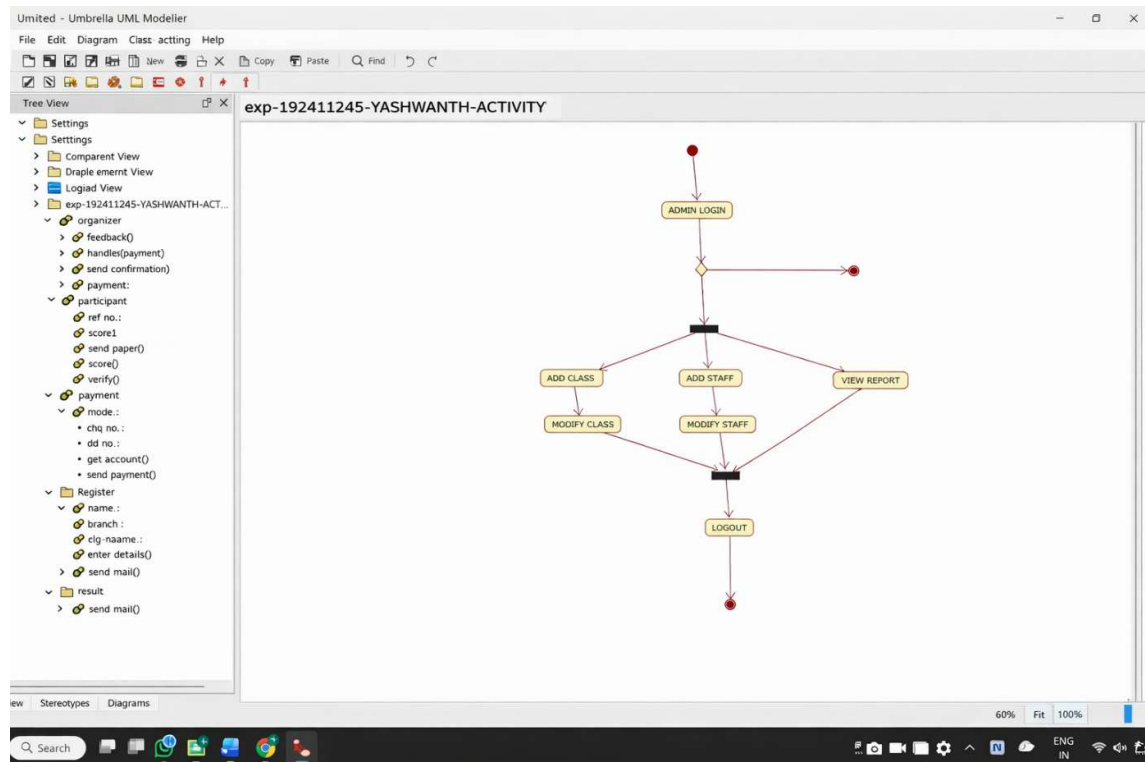 Umited - Umbrella UML Modelier
File Edit Diagram Class actting Help
New Copy Paste Find
Tree View
exp-192411245-YASHWANTH-ACTIVITY
Settings
Setttings
Comparent View
Draple emernt View
Logiad View
exp-192411245-YASHWANTH-ACT...
organizer
feedback()
handles(payment)
send confirmation)
payment:
participant
ref no.:
score1
send paper()
score()
verify()
payment
mode.:
chq no. :
dd no.:
get account()
send payment()
Register
name.:
branch :
clg-naame.:
enter details()
send mail()
result
send mail()
ADMIN LOGIN
ADD CLASS
ADD STAFF
VIEW REPORT
MODIFY CLASS
MODIFY STAFF
LOGOUT
ew Stereotypes Diagrams
60% Fit 100%
Search
N
ENG
IN